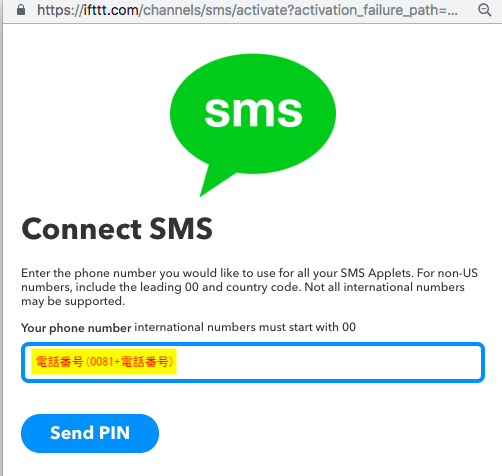 https://ifttt.com/channels/sms/activate?activation_failure_path=...
sms
Connect SMS
Enter the phone number you would like to use for all your SMS Applets. For non-US
numbers, include the leading 00 and country code. Not all international numbers
may be supported.
Your phone number international numbers must start with 00
電話番号(0081+電話番号)
Send PIN